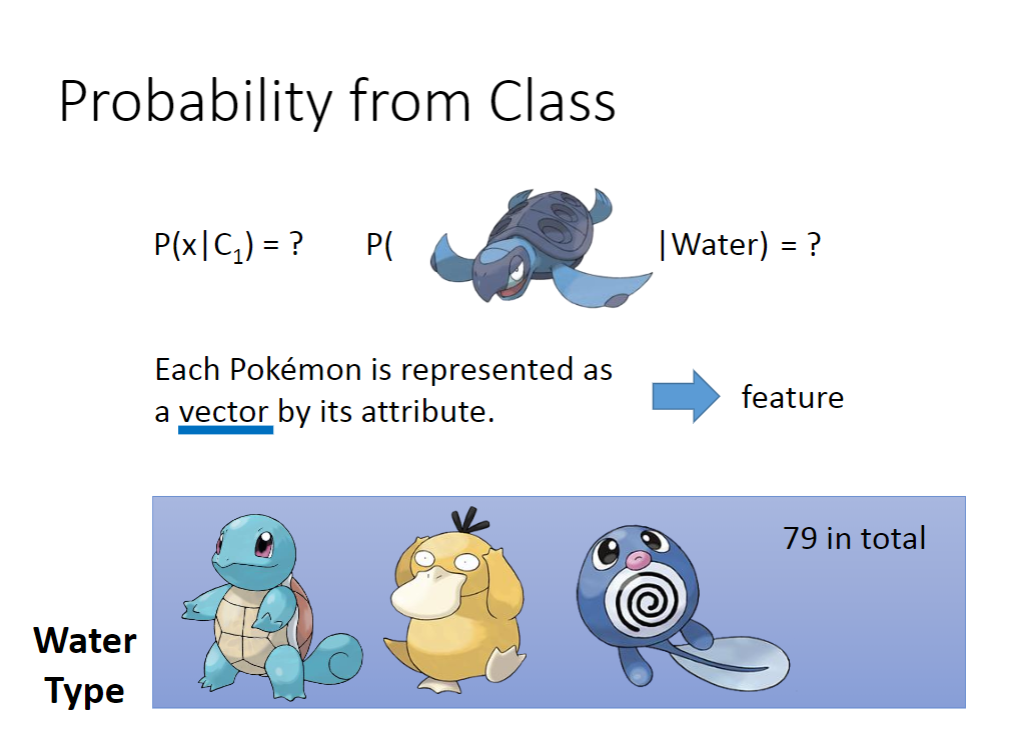 Probability from Class
P(x|C₁) = ? P( |Water) = ?
Each Pokémon is represented as
a vector by its attribute.
feature
79 in total
Water
Type